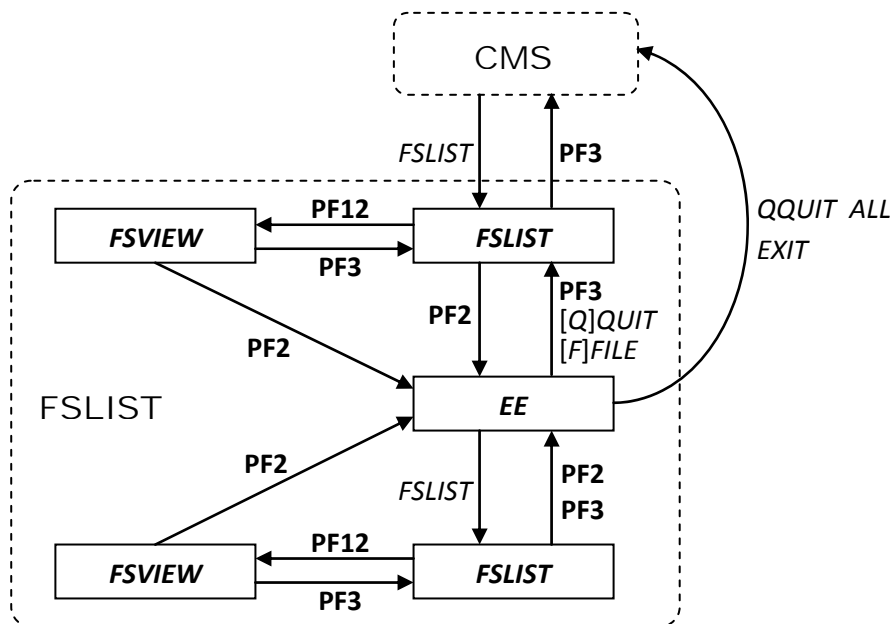 CMS
FSLIST
PF3
QQUIT ALL
EXIT
FSVIEW
PF12
PF3
FSLIST
PF2
PF2
PF3
[Q]QUIT
[F]FILE
FSLIST
EE
PF2
FSLIST
PF2
PF3
FSVIEW
PF12
PF3
FSLIST